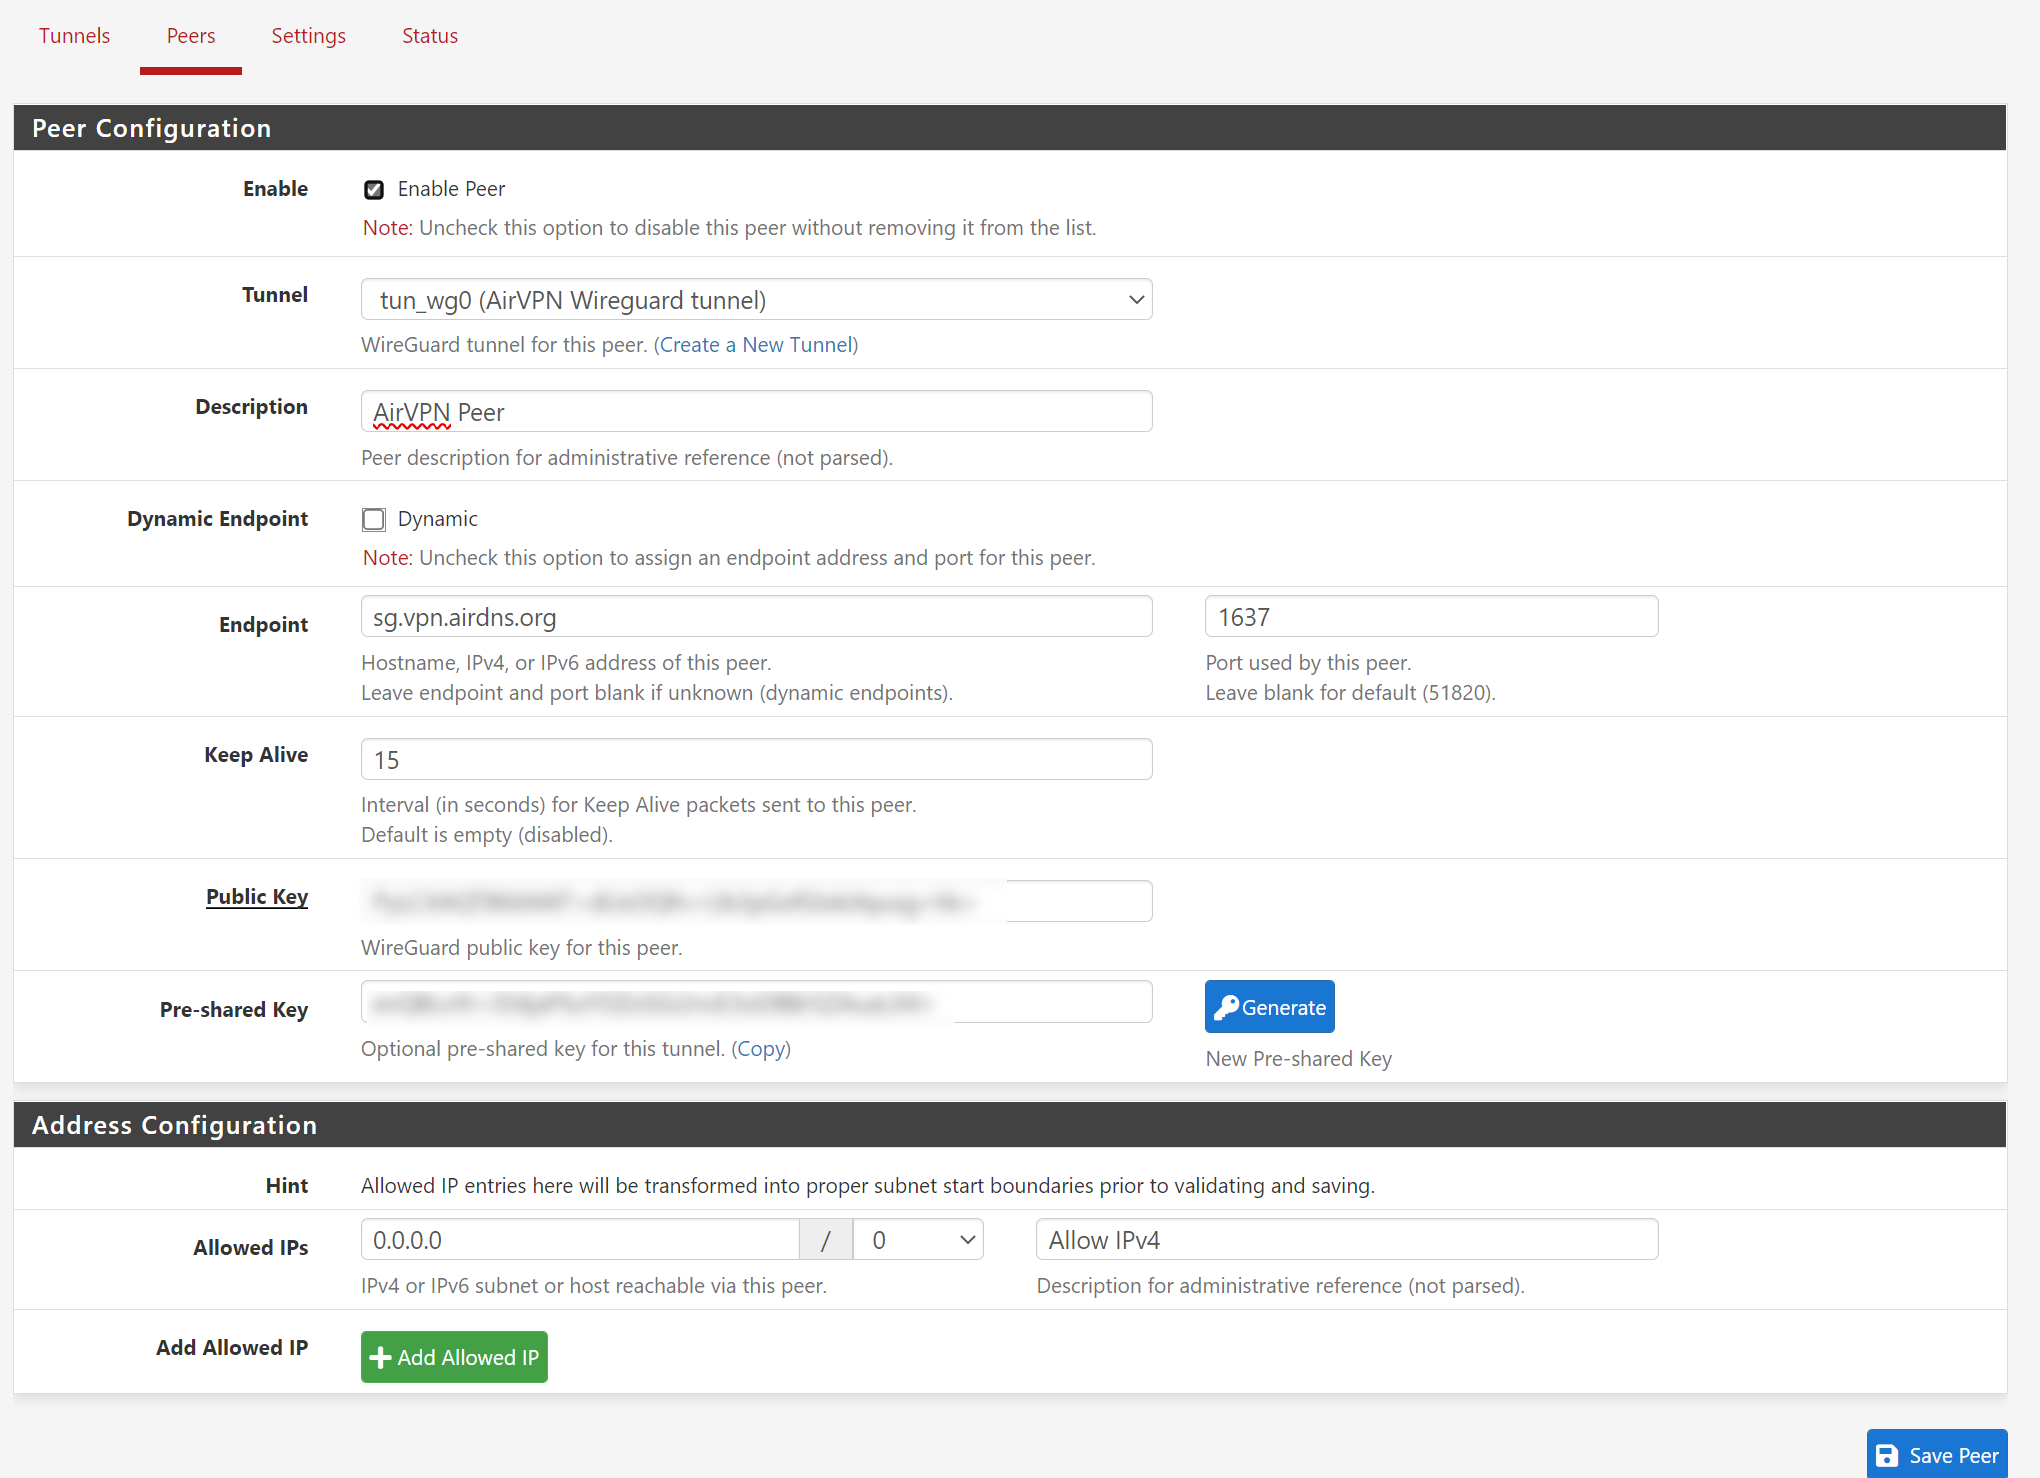 Tunnels Peers Settings Status
Peer Configuration
Enable Enable Peer
Note: Uncheck this option to disable this peer without removing it from the list.
Tunnel tun_wg0 (AirVPN Wireguard tunnel)
WireGuard tunnel for this peer. (Create a New Tunnel)
Description AirVPN Peer
Peer description for administrative reference (not parsed).
Dynamic Endpoint Dynamic
Note: Uncheck this option to assign an endpoint address and port for this peer.
Endpoint sg.vpn.airdns.org 1637
Hostname, IPv4, or IPv6 address of this peer. Port used by this peer.
Leave endpoint and port blank if unknown (dynamic endpoints). Leave blank for default (51820).
Keep Alive 15
Interval (in seconds) for Keep Alive packets sent to this peer.
Default is empty (disabled).
Public Key
WireGuard public key for this peer.
Pre-shared Key Generate
Optional pre-shared key for this tunnel. (Copy) New Pre-shared Key
Address Configuration
Hint Allowed IP entries here will be transformed into proper subnet start boundaries prior to validating and saving.
Allowed IPs 0.0.0.0 / 0 Allow IPv4
IPv4 or IPv6 subnet or host reachable via this peer. Description for administrative reference (not parsed).
Add Allowed IP Add Allowed IP
Save Peer